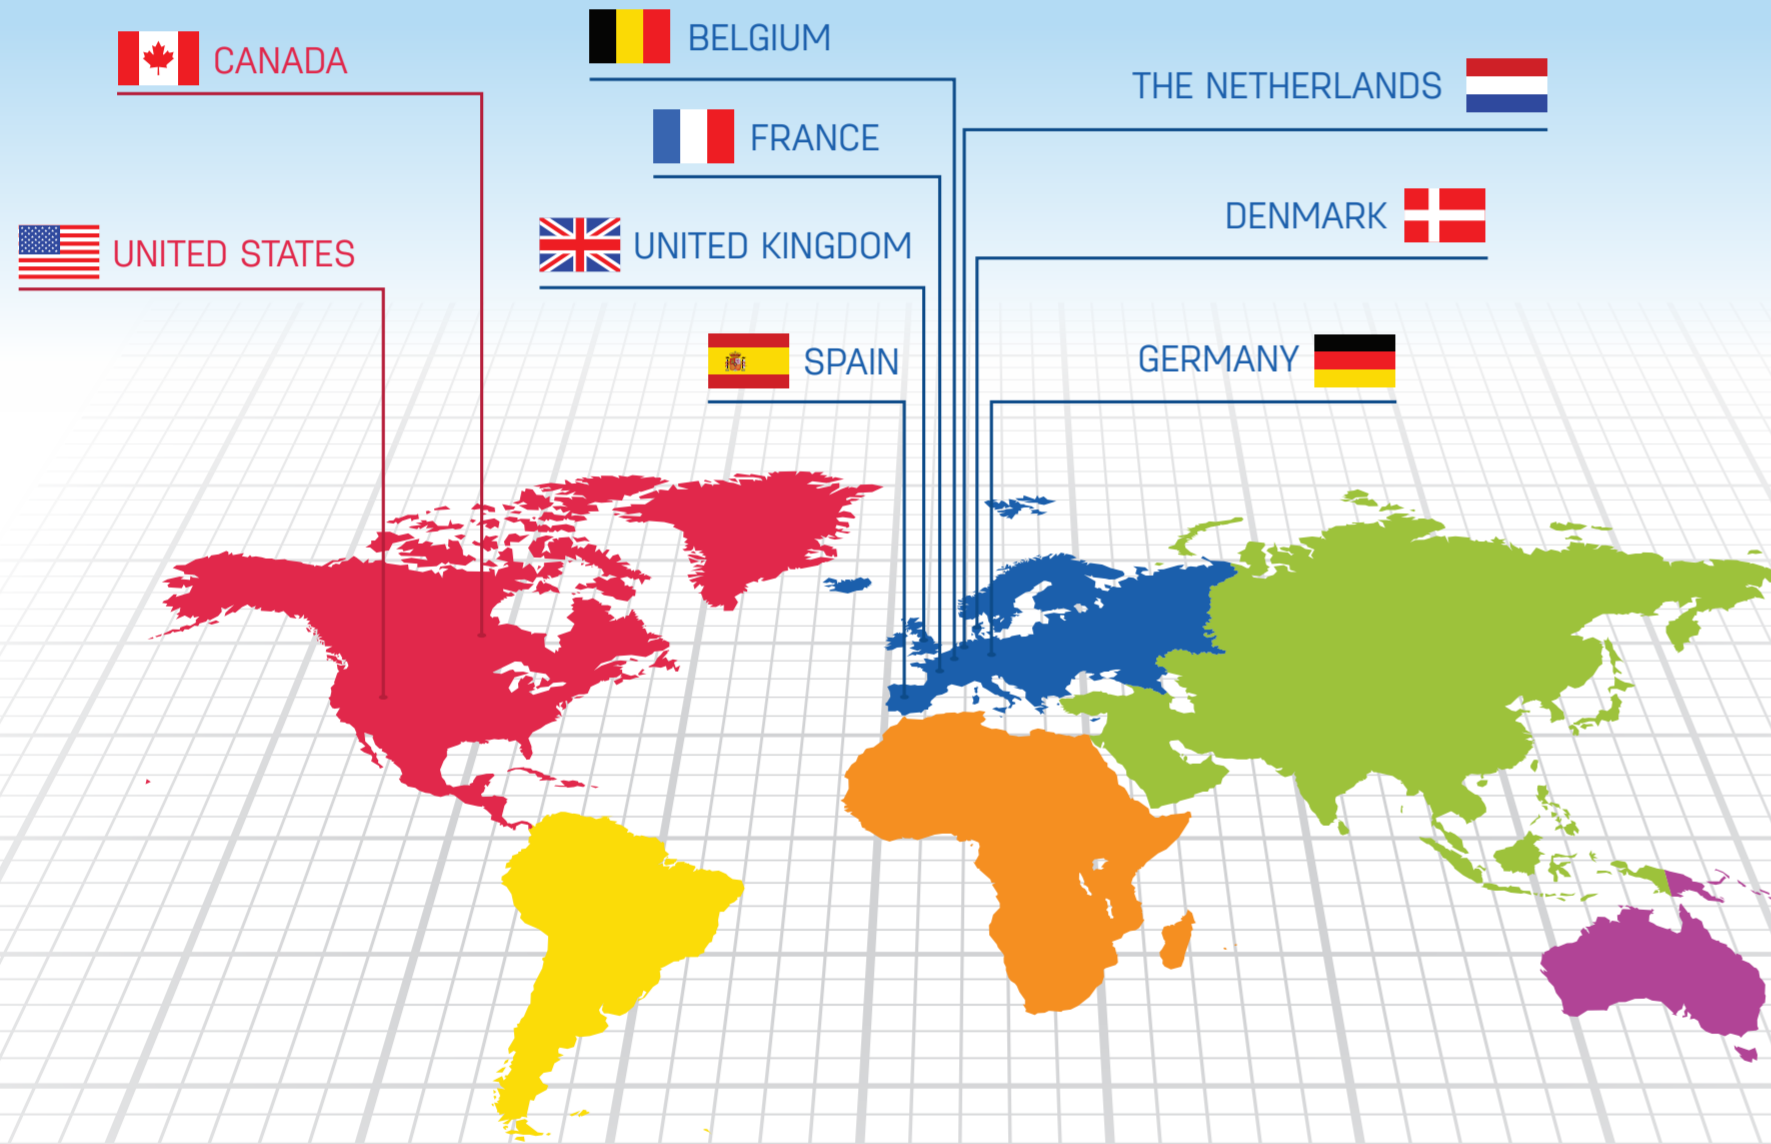 CANADA
UNITED STATES
BELGIUM
FRANCE
UNITED KINGDOM
SPAIN
THE NETHERLANDS
DENMARK
GERMANY